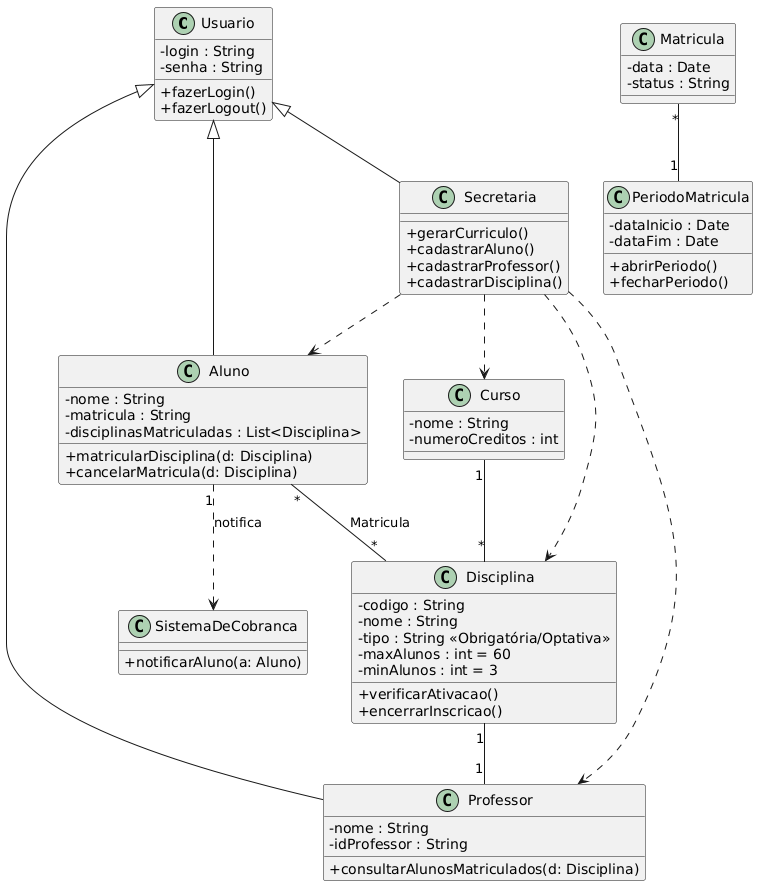 C Usuario
-login : String
-senha : String
+fazerLogin()
+fazerLogout()
C Matricula
-data : Date
-status : String
*
1
C PeriodoMatricula
-dataInicio : Date
-dataFim : Date
+abrirPeriodo()
+fecharPeriodo()
C Secretaria
+gerarCurriculo()
+cadastrarAluno()
+cadastrarProfessor()
+cadastrarDisciplina()
C Aluno
-nome : String
-matricula : String
-disciplinasMatriculadas : List<Disciplina>
+matricularDisciplina(d: Disciplina)
+cancelarMatricula(d: Disciplina)
C Curso
-nome : String
-numeroCreditos : int
1
notifica
*
Matricula
*
1
*
C SistemaDeCobranca
+notificarAluno(a: Aluno)
C Disciplina
-codigo : String
-nome : String
-tipo : String «Obrigatória/Optativa»
-maxAlunos : int = 60
-minAlunos : int = 3
+verificarAtivacao()
+encerrarInscricao()
1
1
C Professor
-nome : String
-idProfessor : String
+consultarAlunosMatriculados(d: Disciplina)